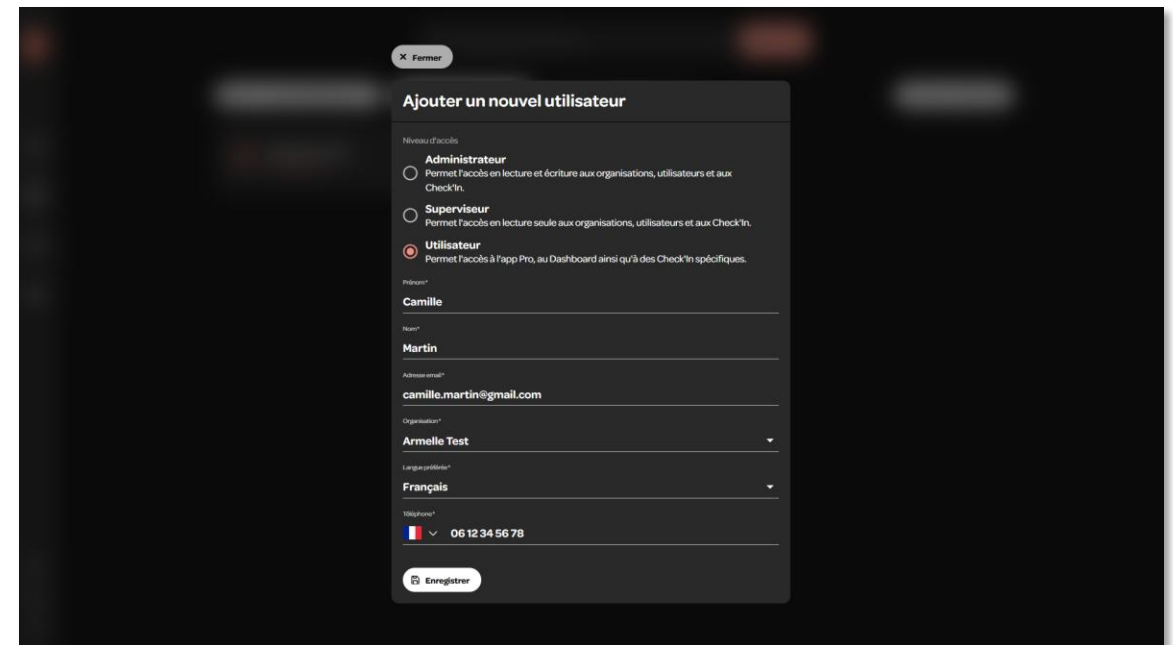 × Fermer
Ajouter un nouvel utilisateur
Niveau d'accès
Administrateur
Permet l'accès en lecture et écriture aux organisations, utilisateurs et aux
Check'In.
Superviseur
Permet l'accès en lecture seule aux organisations, utilisateurs et aux Check'In.
Utilisateur
Permet l'accès à l'app Pro, au Dashboard ainsi qu'à des Check'In spécifiques.
Prénom*
Camille
Nom*
Martin
Adresse email*
camille.martin@gmail.com
Organisation*
Armelle Test
Langue préférée*
Français
Téléphone*
06 12 34 56 78
Enregistrer